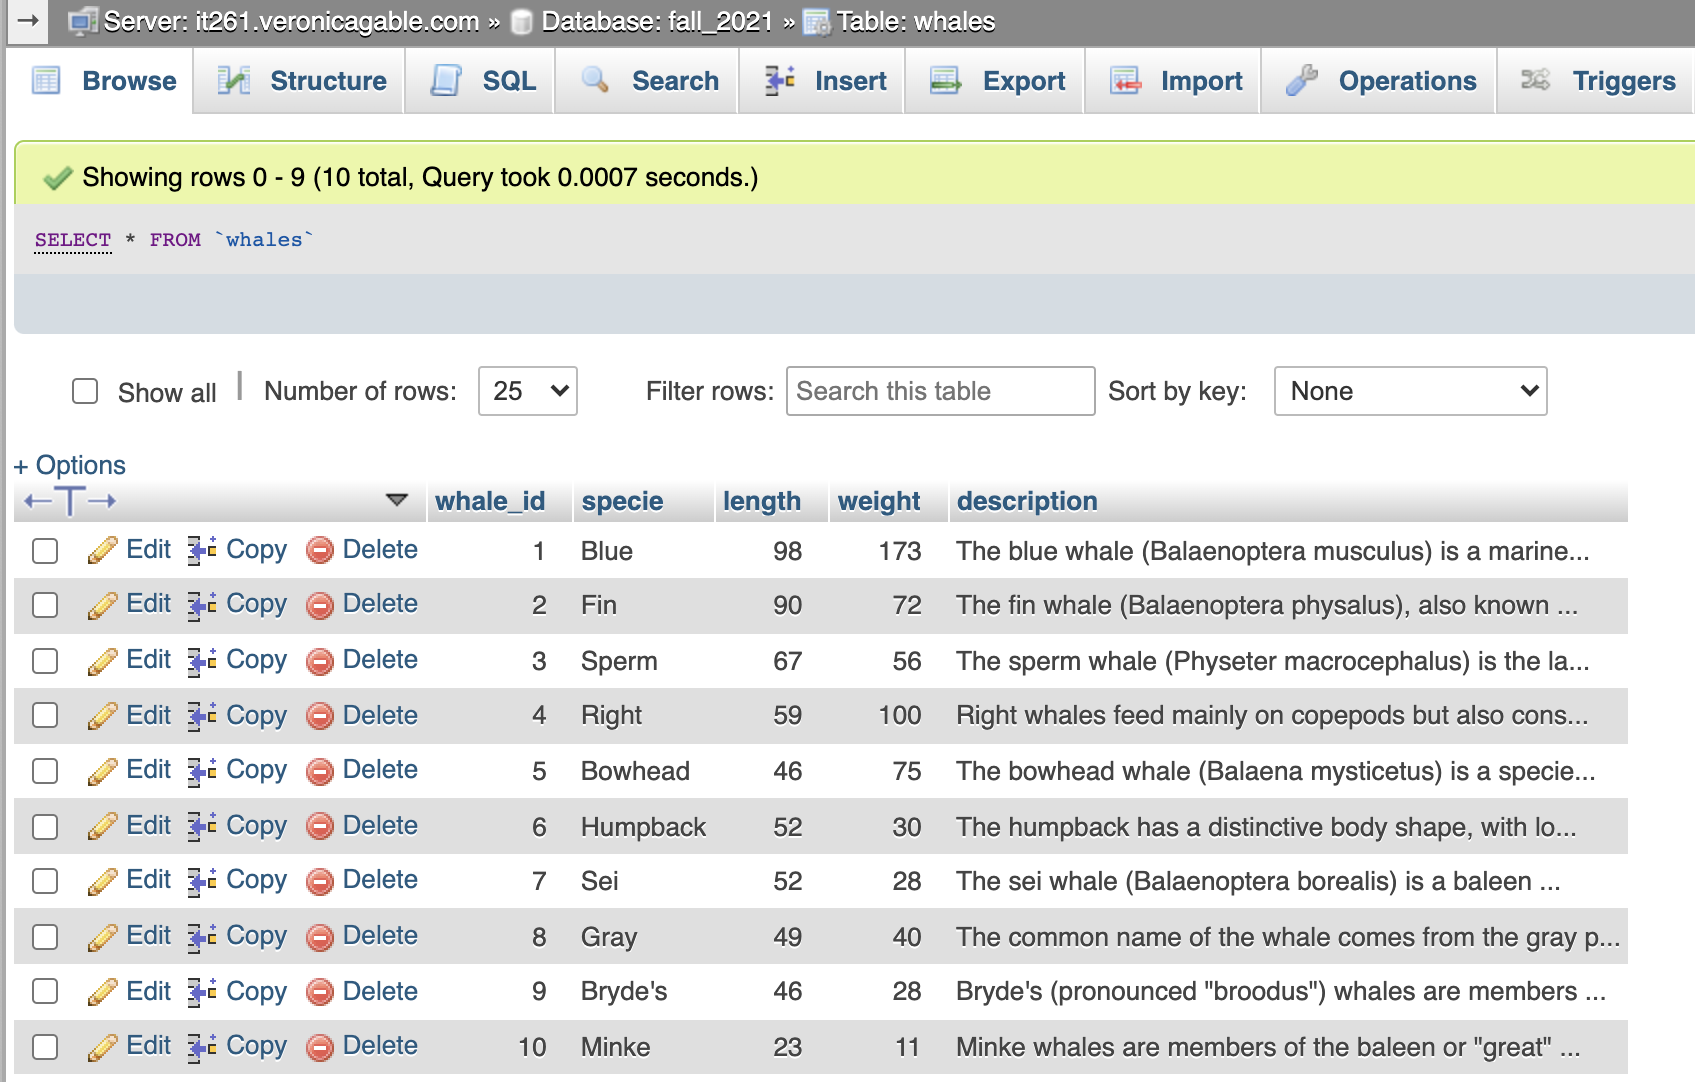 → Server: it261.veronicagable.com » Database: fall_2021 » Table: whales
Browse Structure SQL Search Insert Export Import Operations Triggers
Showing rows 0 - 9 (10 total, Query took 0.0007 seconds.)
SELECT * FROM `whales`
Show all | Number of rows: 25 Filter rows: Search this table Sort by key: None
+ Options
←T→ whale_id specie length weight description
Edit Copy Delete 1 Blue 98 173 The blue whale (Balaenoptera musculus) is a marine...
Edit Copy Delete 2 Fin 90 72 The fin whale (Balaenoptera physalus), also known ...
Edit Copy Delete 3 Sperm 67 56 The sperm whale (Physeter macrocephalus) is the la...
Edit Copy Delete 4 Right 59 100 Right whales feed mainly on copepods but also cons...
Edit Copy Delete 5 Bowhead 46 75 The bowhead whale (Balaena mysticetus) is a specie...
Edit Copy Delete 6 Humpback 52 30 The humpback has a distinctive body shape, with lo...
Edit Copy Delete 7 Sei 52 28 The sei whale (Balaenoptera borealis) is a baleen ...
Edit Copy Delete 8 Gray 49 40 The common name of the whale comes from the gray p...
Edit Copy Delete 9 Bryde's 46 28 Bryde's (pronounced "broodus") whales are members ...
Edit Copy Delete 10 Minke 23 11 Minke whales are members of the baleen or "great" ...